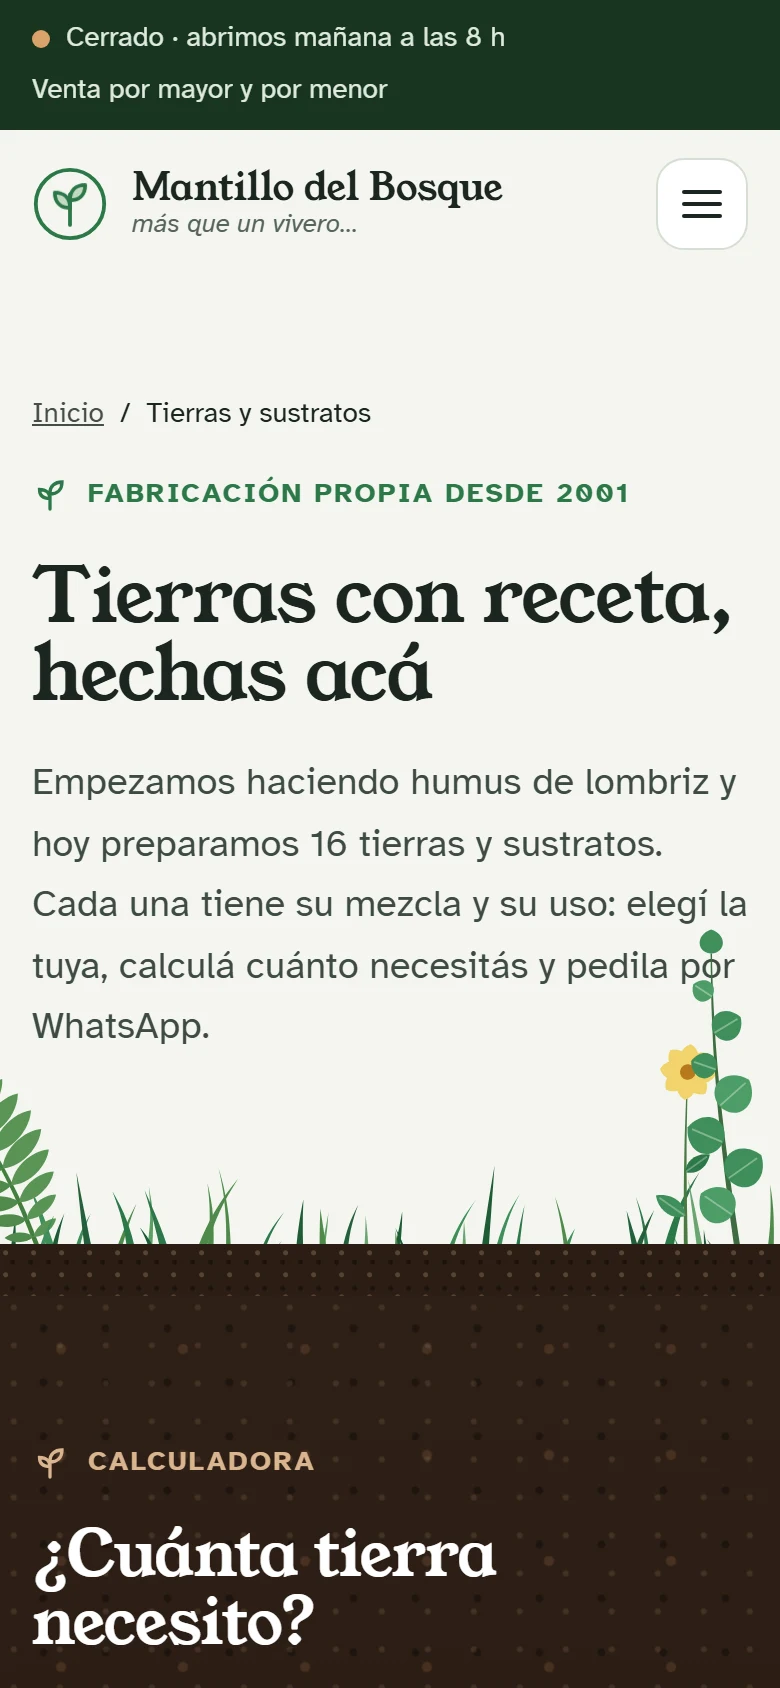 Cerrado · abrimos mañana a las 8 h
Venta por mayor y por menor
Mantillo del Bosque
más que un vivero...
Inicio / Tierras y sustratos
FABRICACIÓN PROPIA DESDE 2001
Tierras con receta,
hechas acá
Empezamos haciendo humus de lombriz y
hoy preparamos 16 tierras y sustratos.
Cada una tiene su mezcla y su uso: elegí la
tuya, calculá cuánto necesitás y pedila por
WhatsApp.
CALCULADORA
¿Cuánta tierra
necesito?